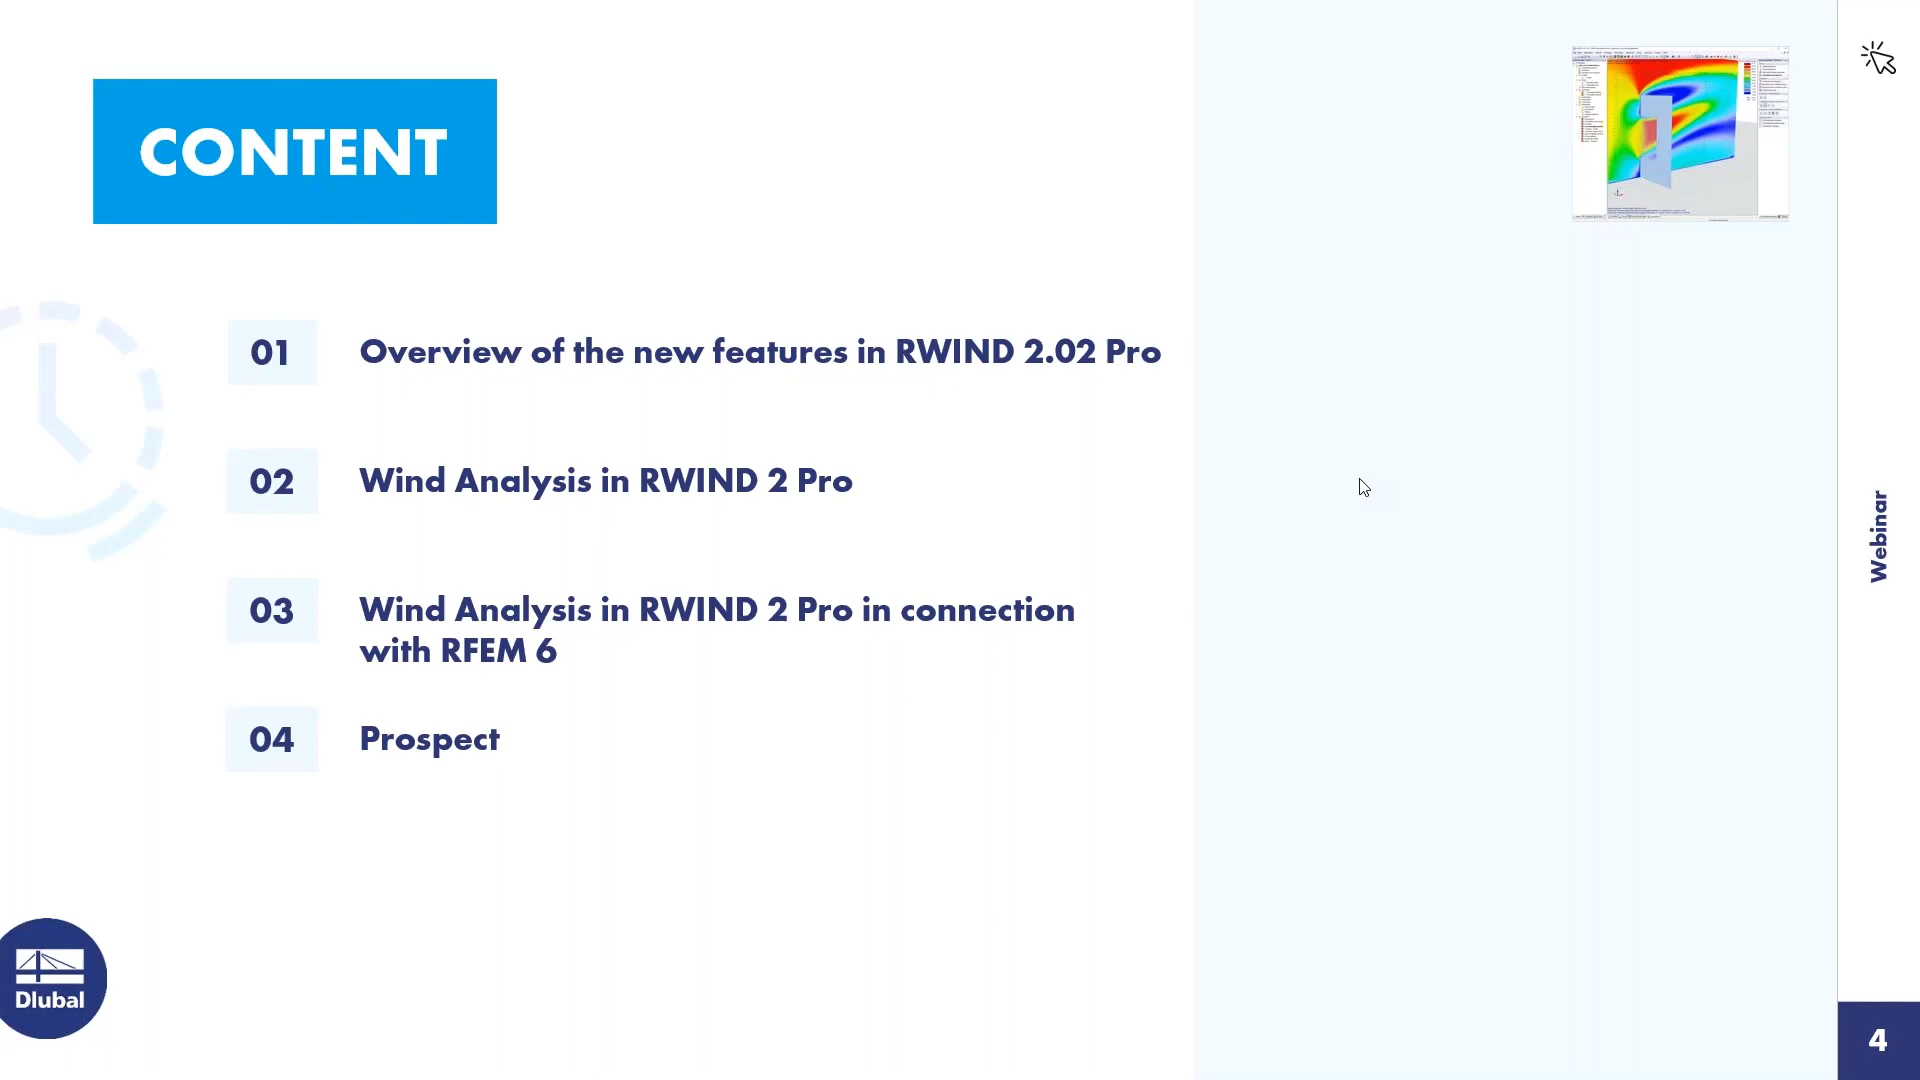 CONTENT
01
Overview of the new features in RWIND 2.02 Pro
02
Wind Analysis in RWIND 2 Pro
03
Wind Analysis in RWIND 2 Pro in connection
with RFEM 6
04
Prospect
Webinar
Dlubal
4